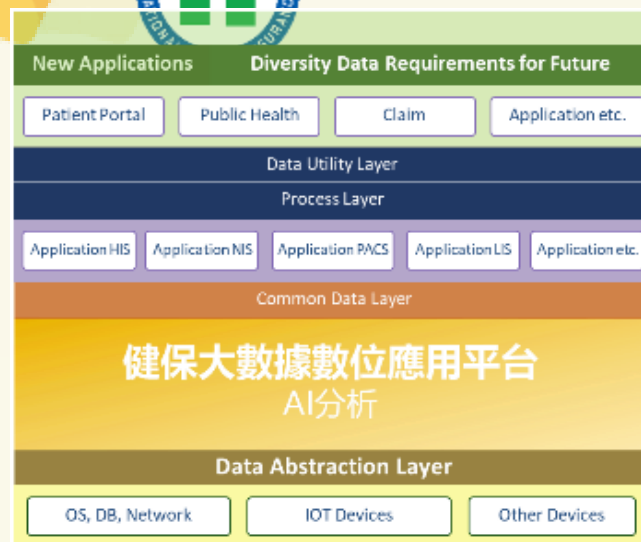 New Applications Diversity Data Requirements for Future
Patient Portal Public Health Claim Application etc.
Data Utility Layer
Process Layer
Application HIS Application NIS Application PACS Application LIS Application etc.
Common Data Layer
健保大數據數位應用平台
AI分析
Data Abstraction Layer
OS, DB, Network IOT Devices Other Devices